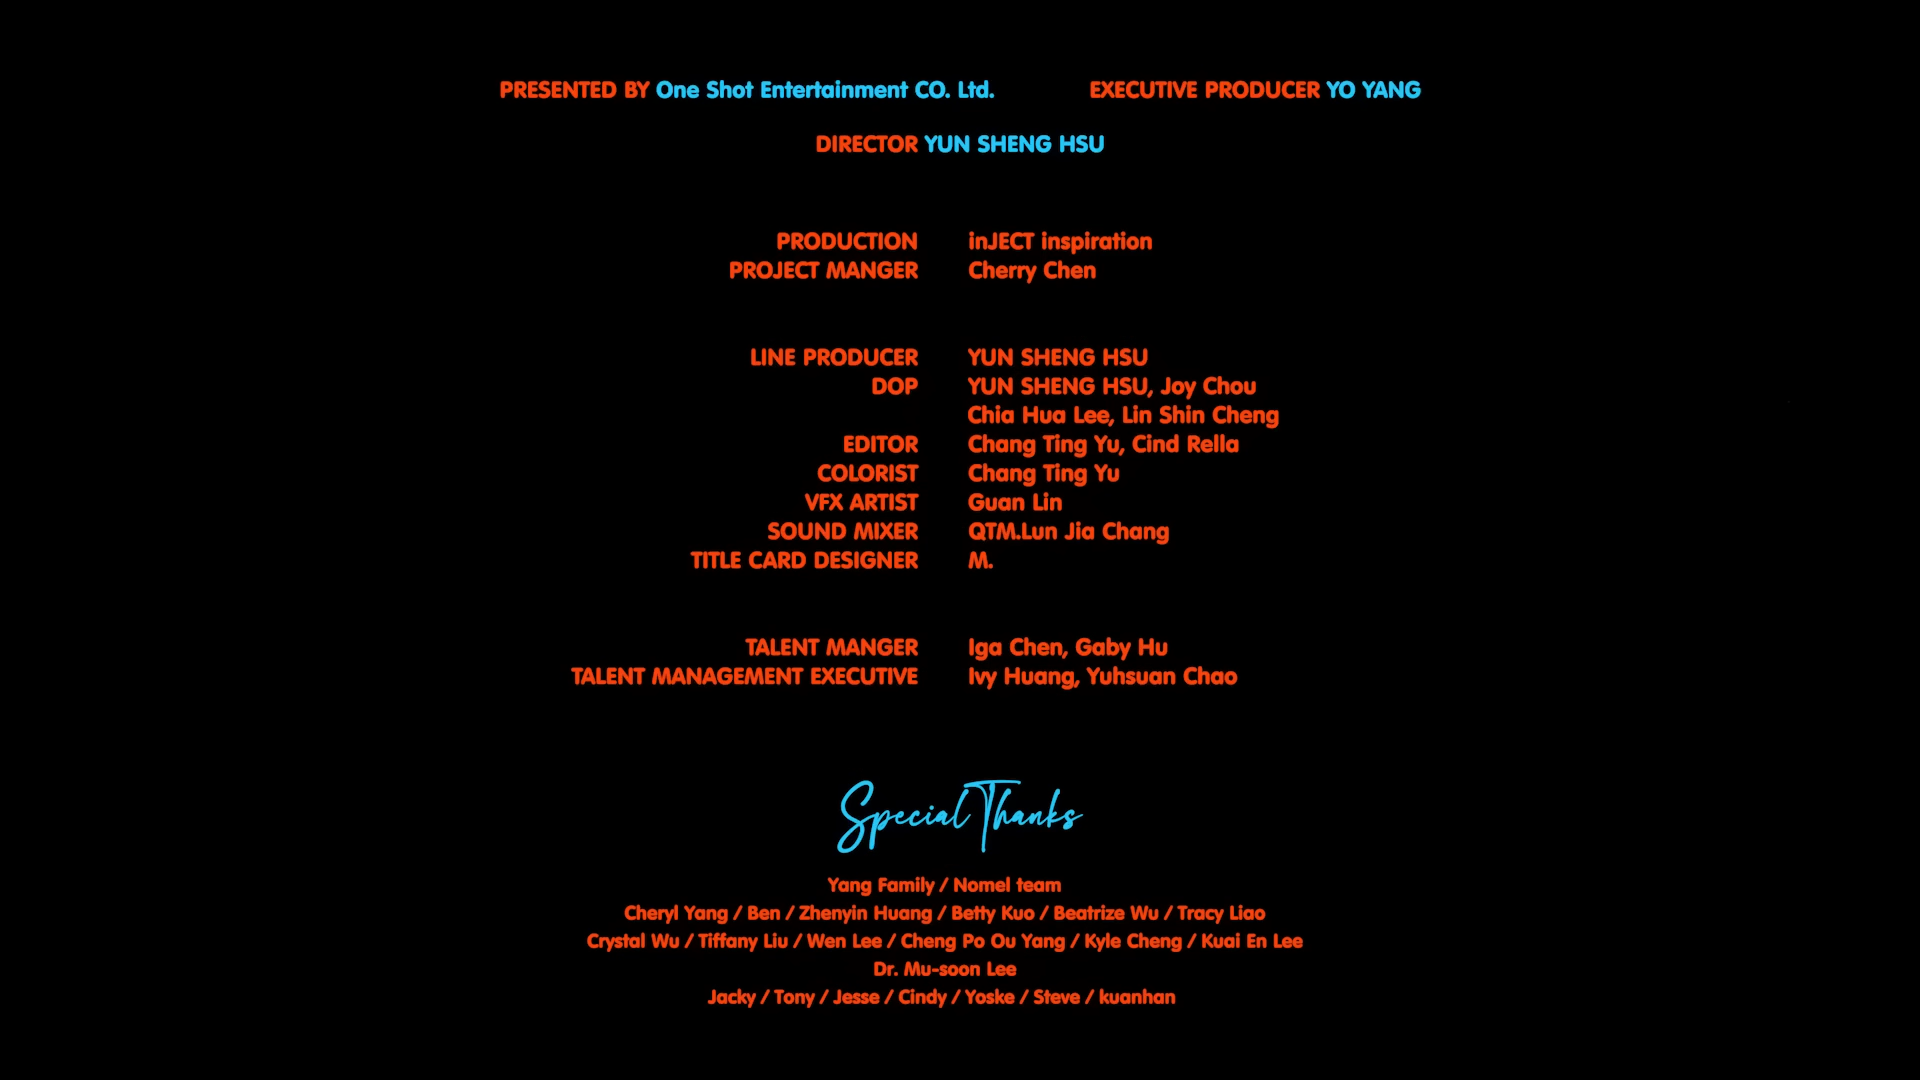 PRESENTED BY One Shot Entertainment CO. Ltd. EXECUTIVE PRODUCER YO YANG
DIRECTOR YUN SHENG HSU
PRODUCTION inJECT inspiration
PROJECT MANGER Cherry Chen
LINE PRODUCER YUN SHENG HSU
DOP YUN SHENG HSU, Joy Chou
Chia Hua Lee, Lin Shin Cheng
EDITOR Chang Ting Yu, Cind Rella
COLORIST Chang Ting Yu
VFX ARTIST Guan Lin
SOUND MIXER QTM.Lun Jia Chang
TITLE CARD DESIGNER M.
TALENT MANGER Iga Chen, Gaby Hu
TALENT MANAGEMENT EXECUTIVE Ivy Huang, Yuhsuan Chao
Special Thanks
Yang Family / Nomel team
Cheryl Yang / Ben / Zhenyin Huang / Betty Kuo / Beatrize Wu / Tracy Liao
Crystal Wu / Tiffany Liu / Wen Lee / Cheng Po Ou Yang / Kyle Cheng / Kuai En Lee
Dr. Mu-soon Lee
Jacky / Tony / Jesse / Cindy / Yoske / Steve / kuanhan